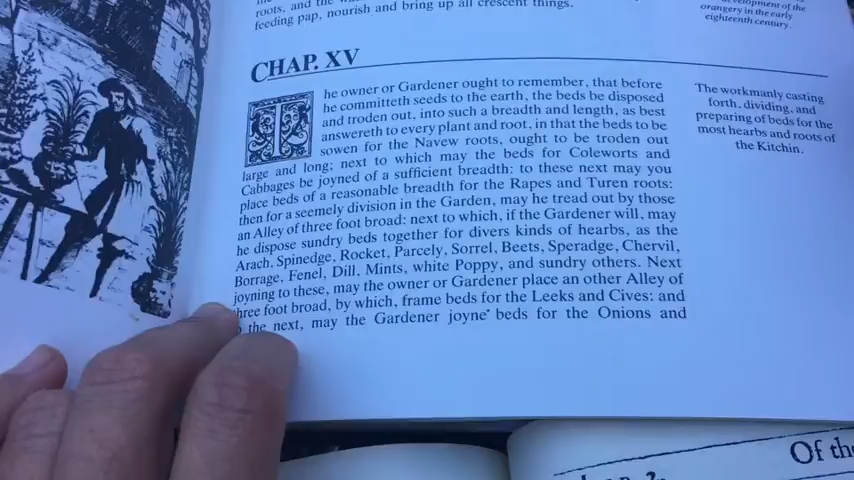 roots, and the
feeding pap, nourish and bring up all crescent things.
development of the
orangery in the early
eighteenth century.
CHAP. XV
The owner or Gardener ought to remember, that before
he committeth seeds to the earth, the beds be disposed
and troden out, into such a breadth and length, as best
answereth to every plant and root, in that the beds to be
sowen for the Navew roots, ought to be troden out
large and long; next to which may the beds for Coleworts and
Cabbages be joyned of a sufficient breadth: to these next may you
place beds of a reasonable breadth for the Rapes and Turen roots:
then for a seemely division in the Garden, may he tread out by those
an Alley of three foot broad: next to which, if the Gardener will, may
he dispose sundry beds together for divers kinds of hearbs, as the
Arach, Spinedge, Rocket, Parcely, Sorrel, Beets, Speradge, Chervil,
Borrage, Fenel, Dill, Mints, white Poppy, and sundry others. Next
joyning to these, may the owner or Gardener place an other Alley of
three foot broad, by which, frame beds for the Leeks and Cives: and
the next, may the Gardener joyne beds for the Onions and
The workmanly casting
forth, dividing, and
preparing of beds for the
most hearbs and roots of
the Kitchin.
Of the